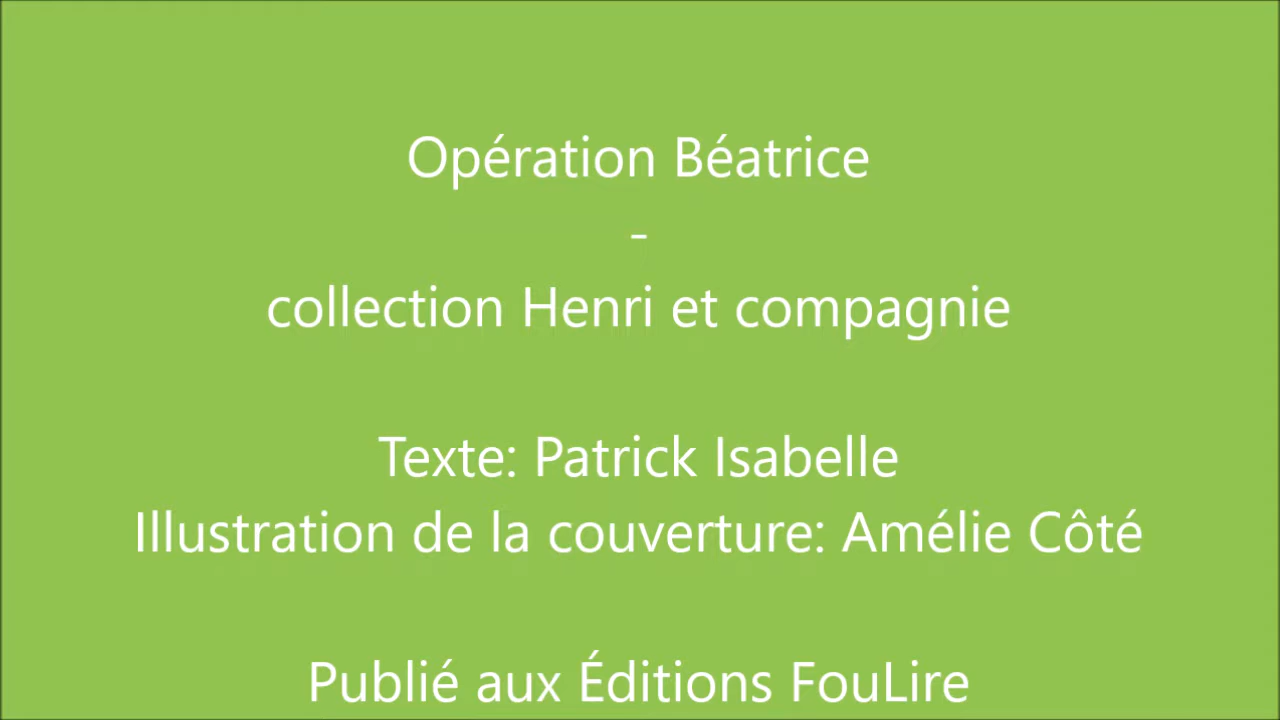 Opération Béatrice
-
collection Henri et compagnie
Texte: Patrick Isabelle
Illustration de la couverture: Amélie Côté
Publié aux Éditions FouLire